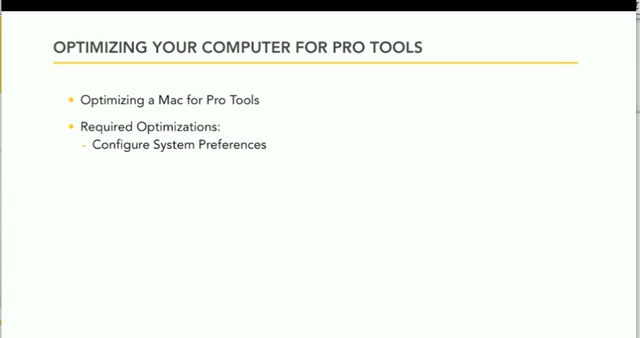 OPTIMIZING YOUR COMPUTER FOR PRO TOOLS
• Optimizing a Mac for Pro Tools
• Required Optimizations:
- Configure System Preferences